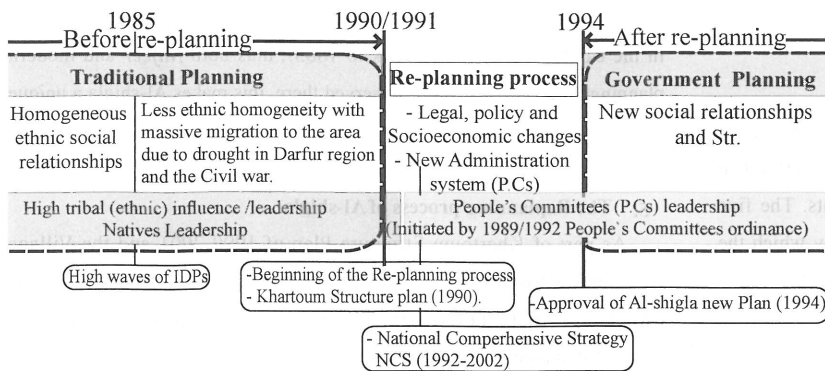 1985
1990/1991
1994
Before re-planning
After re-planning
Traditional Planning
Re-planning process
Government Planning
Homogeneous
ethnic social
relationships
Less ethnic homogeneity with
massive migration to the area
due to drought in Darfur region
and the Civil war.
- Legal, policy and
Socioeconomic changes
- New Administration
system (P.Cs)
New social relationships
and Str.
High tribal (ethnic) influence /leadership
Natives Leadership
People's Committees (P.Cs) leadership
(Initiated by 1989/1992 People`s Committees ordinance)
High waves of IDPs
-Beginning of the Re-planning process
- Khartoum Structure plan (1990).
-Approval of Al-shigla new Plan (1994)
- National Comperhensive Strategy
NCS (1992-2002)